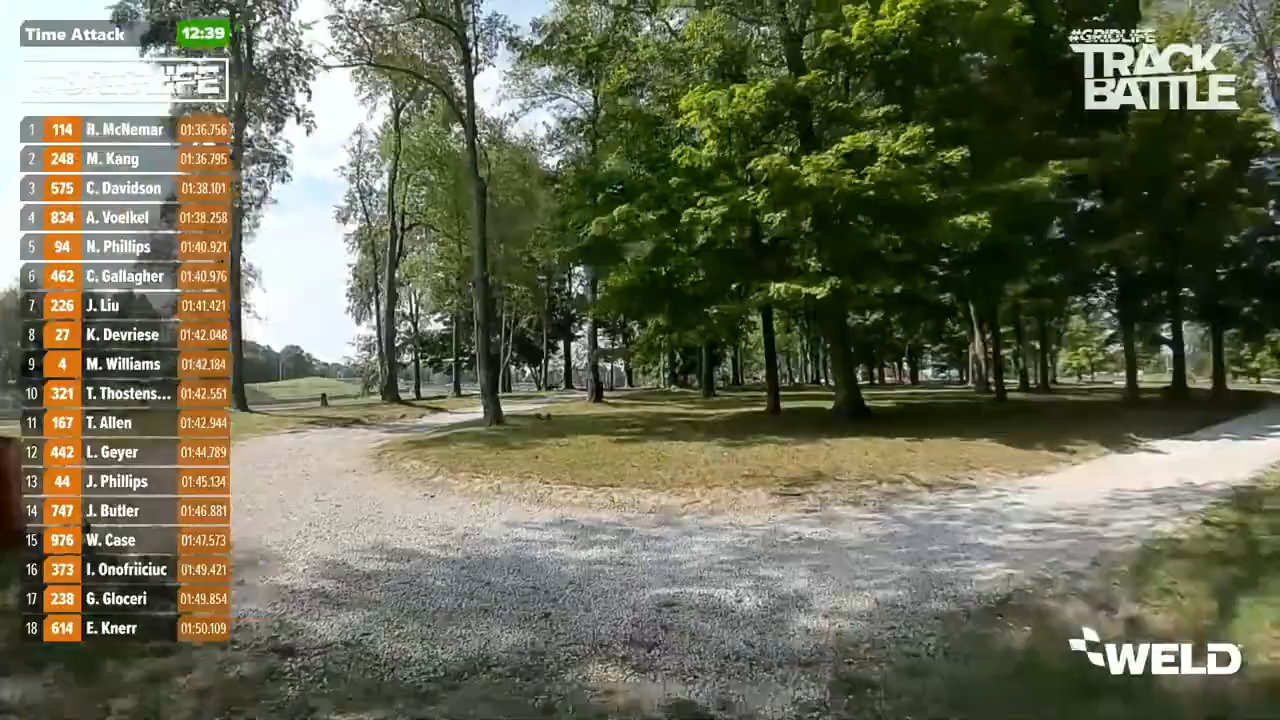 Time Attack 12:39
#GRIDLIFE
1 114 B. McNemar 01:36.756
2 248 M. Kang 01:36.795
3 575 C. Davidson 01:38.101
4 834 A. Voelkel 01:38.258
5 94 N. Phillips 01:40.921
6 462 C. Gallagher 01:40.976
7 226 J. Liu 01:41.421
8 27 K. Devriese 01:42.048
9 4 M. Williams 01:42.184
10 321 T. Thostens... 01:42.551
11 167 T. Allen 01:42.944
12 442 L. Geyer 01:44.789
13 44 J. Phillips 01:45.134
14 747 J. Butler 01:46.881
15 976 W. Case 01:47.573
16 373 I. Onofriiciuc 01:49.421
17 238 G. Gloceri 01:49.854
18 614 E. Knerr 01:50.109
#GRIDLIFE
TRACK
BATTLE
WELD